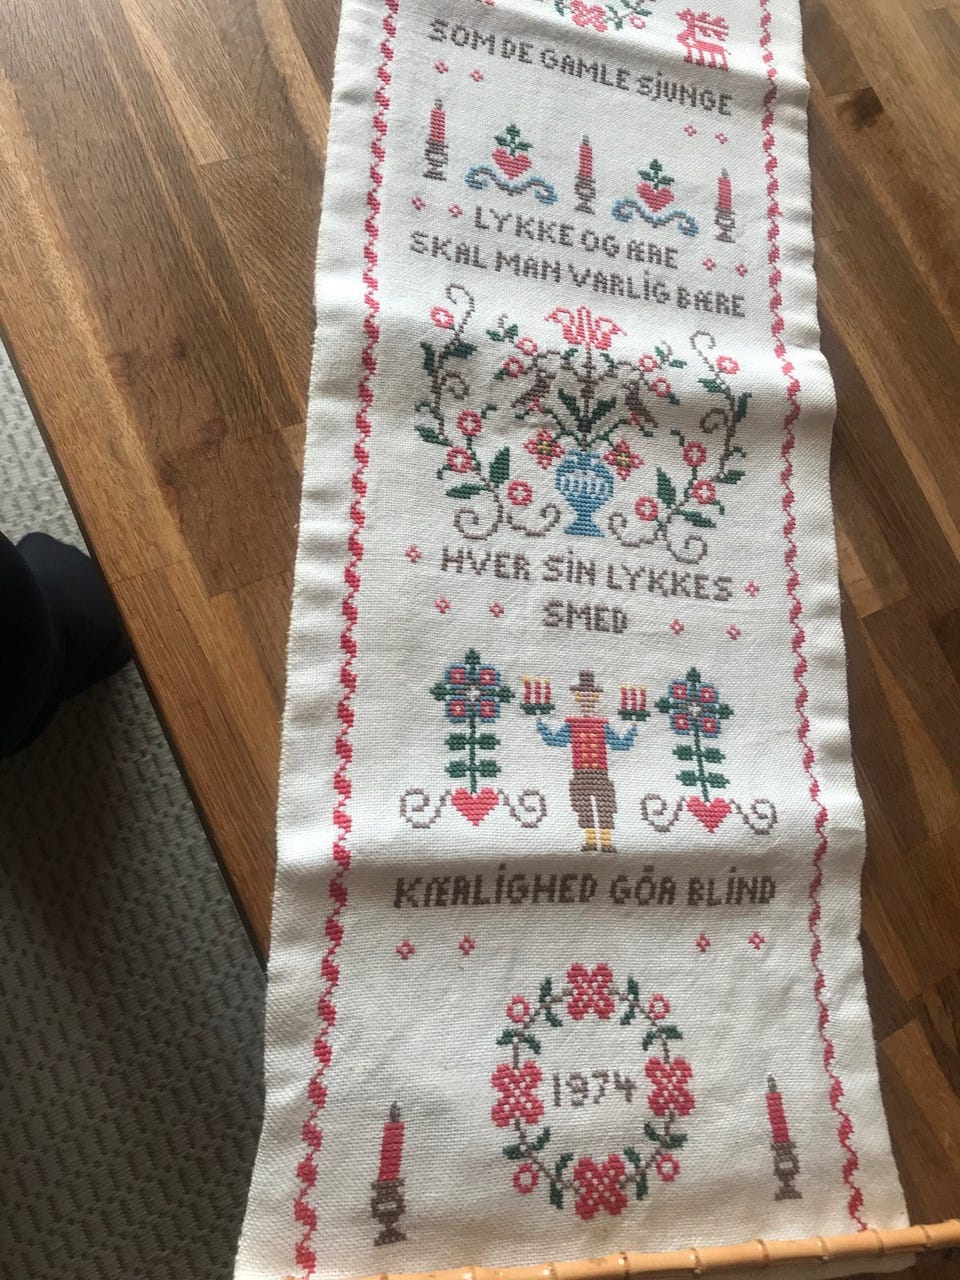 SOM DE GAMLE SJUNGE
LYKKE OG ÆRE
SKAL MAN VARLIG BÆRE
HVER SIN LYKKES
SMED
KÆRLIGHED GÖR BLIND
1974